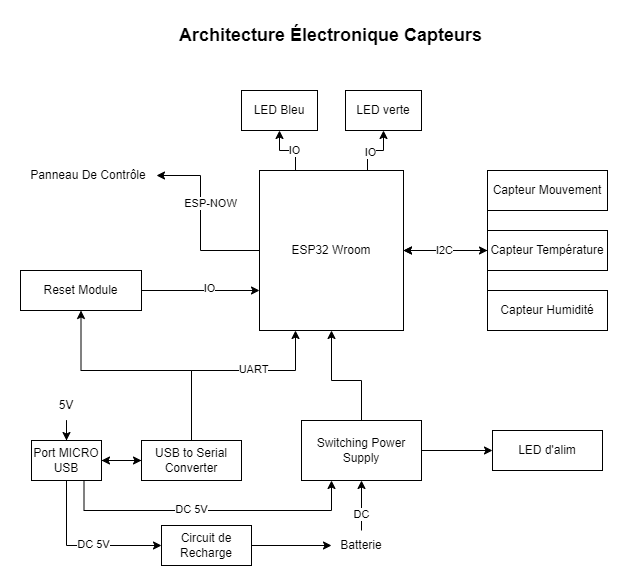 Architecture Électronique Capteurs
LED Bleu
LED verte
IO
IO
Panneau De Contrôle
ESP-NOW
ESP32 Wroom
I2C
Capteur Mouvement
Capteur Température
Capteur Humidité
Reset Module
IO
UART
5V
Port MICRO
USB
USB to Serial
Converter
Switching Power
Supply
LED d'alim
DC 5V
DC
DC 5V
Circuit de
Recharge
Batterie